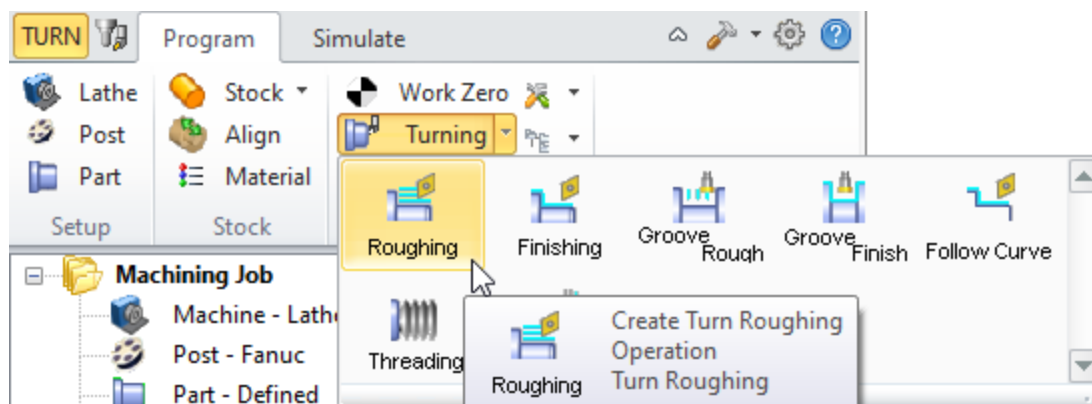 TURN Program Simulate
Lathe Stock Work Zero
Post Align Turning
Part Material
Setup Stock
Roughing Finishing Groove Rough Groove Finish Follow Curve
Machining Job
Machine - Lath
Post - Fanuc
Part - Defined
Threading
Create Turn Roughing
Operation
Roughing Turn Roughing